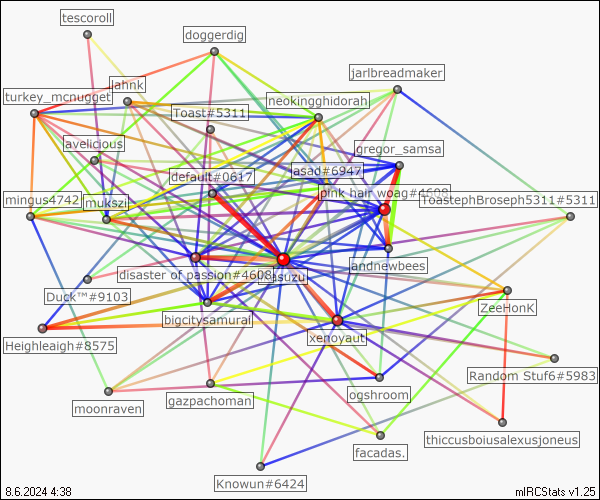 tescoroll
doggerdig
jarlbreadmaker
jahnk
turkey_mcnugget
neokingghidorah
Toast#5311
gregor_samsa
avelicious
asad#6947
default#0617
pink hair woag#4608
mingus4742
mukszii
ToastephBroseph5311#5311
andnewbees
disaster of passion#4608
Duck™#9103
ZeeHonK
bigcitysamurai
xenoyaut
Heighleaigh#8575
Random Stuf6#5983
ogshroom
gazpachoman
moonraven
thiccusboiusalexusjoneus
facadas.
Knowun#6424
8.6.2024 4:38
mIRCStats v1.25